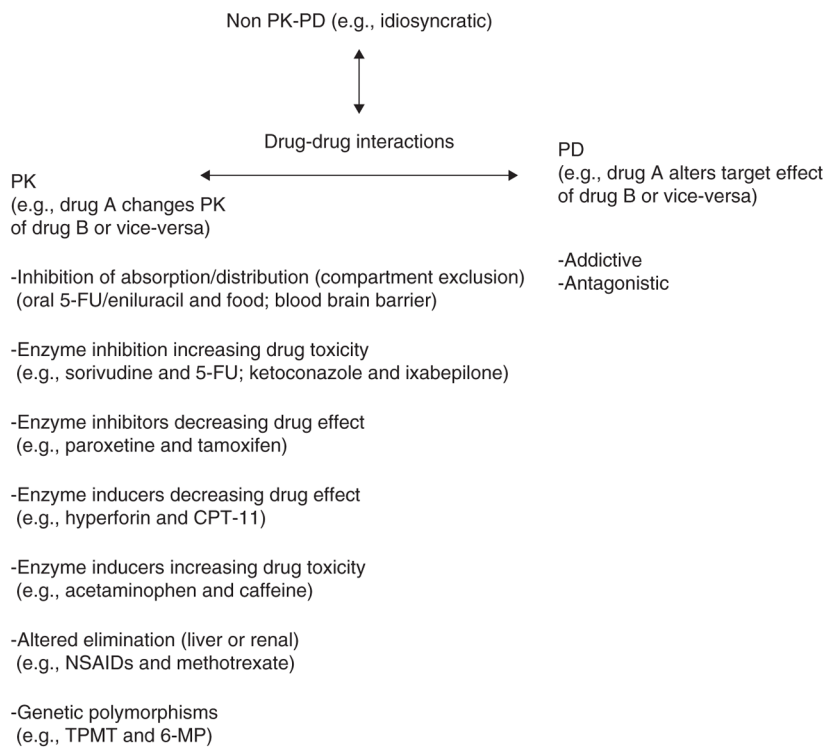 Non PK-PD (e.g., idiosyncratic)
Drug-drug interactions
PK
(e.g., drug A changes PK
of drug B or vice-versa)
-Inhibition of absorption/distribution (compartment exclusion)
(oral 5-FU/eniluracil and food; blood brain barrier)
-Enzyme inhibition increasing drug toxicity
(e.g., sorivudine and 5-FU; ketoconazole and ixabepilone)
-Enzyme inhibitors decreasing drug effect
(e.g., paroxetine and tamoxifen)
-Enzyme inducers decreasing drug effect
(e.g., hyperforin and CPT-11)
-Enzyme inducers increasing drug toxicity
(e.g., acetaminophen and caffeine)
-Altered elimination (liver or renal)
(e.g., NSAIDs and methotrexate)
-Genetic polymorphisms
(e.g., TPMT and 6-MP)
PD
(e.g., drug A alters target effect
of drug B or vice-versa)
-Addictive
-Antagonistic